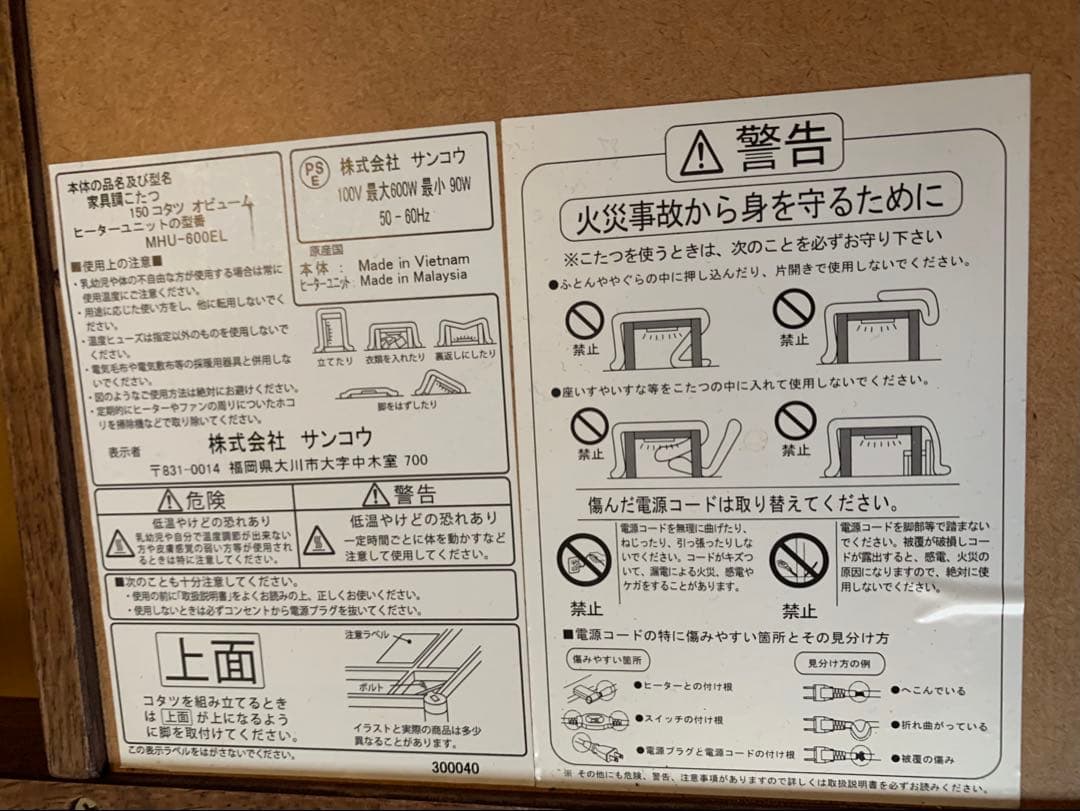 本体の品名及び型名
家具調こたつ
150 コタツ オビューム
ヒーターユニットの型番
MHU-600EL
■使用上の注意■
・乳幼児や体の不自由な方が使用する場合は常に
使用温度にご注意ください。
・用途に応じた使い方をし、他に転用しないでく
ださい。
・温度ヒューズは指定以外のものを使用しないで
ください。
・電気毛布や電気敷布等の採暖用器具と併用しな
いでください。
・図のようなご使用方法は絶対にお避けください。
・定期的にヒーターやファンの周りについたホコ
リを掃除機などで取り除いてください。
PS
E
株式会社 サンコウ
100V 最大600W 最小 90W
50-60Hz
原産国
本体 : Made in Vietnam
ヒーターユニット: Made in Malaysia
立てたり
衣類を入れたり
裏返しにしたり
脚をはずしたり
表示者
株式会社 サンコウ
〒831-0014 福岡県大川市大字中木室 700
危険
低温やけどの恐れあり
乳幼児や自分で温度調節が出来ない
方や皮膚感覚の弱い方等が使用され
るときは特に注意してください。
警告
低温やけどの恐れあり
一定時間ごとに体を動かすなど
注意して使用してください。
■次のことも十分注意してください。
・使用の前に「取扱説明書」をよくお読みの上、正しくお使いください。
・使用しないときは必ずコンセントから電源プラグを抜いてください。
上面
コタツを組み立てるとき
は 上面 が上になるよう
に脚を取付けてください。
注意ラベル
ボルト
イラストと実際の商品は多少
異なることがあります。
この表示ラベルをはがさないでください。
300040
警告
火災事故から身を守るために
※こたつを使うときは、次のことを必ずお守り下さい
●ふとんややぐらの中に押し込んだり、片開きで使用しないでください。
禁止
禁止
●座いすやいすな等をこたつの中に入れて使用しないでください。
禁止
禁止
傷んだ電源コードは取り替えてください。
禁止
電源コードを無理に曲げたり、
ねじったり、引っ張ったりしな
いでください。コードがキズつ
いて、漏電による火災、感電や
ケガをすることがあります。
禁止
電源コードを脚部等で踏まない
でください。被覆が破損しコー
ドが露出すると、感電、火災の
原因になりますので、絶対に使
用しないでください。
■電源コードの特に傷みやすい箇所とその見分け方
傷みやすい箇所
●ヒーターとの付け根
●スイッチの付け根
●電源プラグと電源コードの付け根
見分け方の例
●へこんでいる
●折れ曲がっている
●被覆の傷み
※ その他にも危険、警告、注意事項がありますので詳しくは取扱説明書を必ずお読みください。